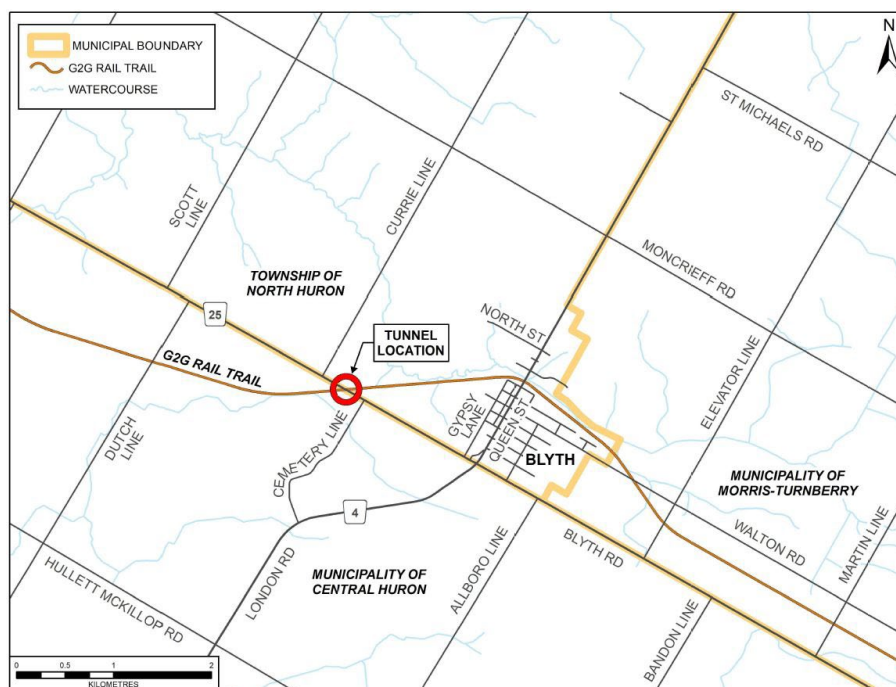 MUNICIPAL BOUNDARY
G2G RAIL TRAIL
WATERCOURSE
N
ST MICHAELS RD
SCOTT
LINE
CURRIE LINE
MONCRIEFF RD
TOWNSHIP OF
NORTH HURON
25
NORTH ST
TUNNEL
LOCATION
G2G RAIL TRAIL
ELEVATOR LINE
GYPSY
LANE
QUEEN ST
DUTCH
LINE
CEMETERY LINE
BLYTH
MUNICIPALITY OF
MORRIS-TURNBERRY
4
WALTON RD
MARTIN LINE
BLYTH RD
ALLBORO LINE
LONDON RD
HULLETT MCKILLOP RD
MUNICIPALITY OF
CENTRAL HURON
BANDON LINE
0 0.5 1 2
KILOMETRES